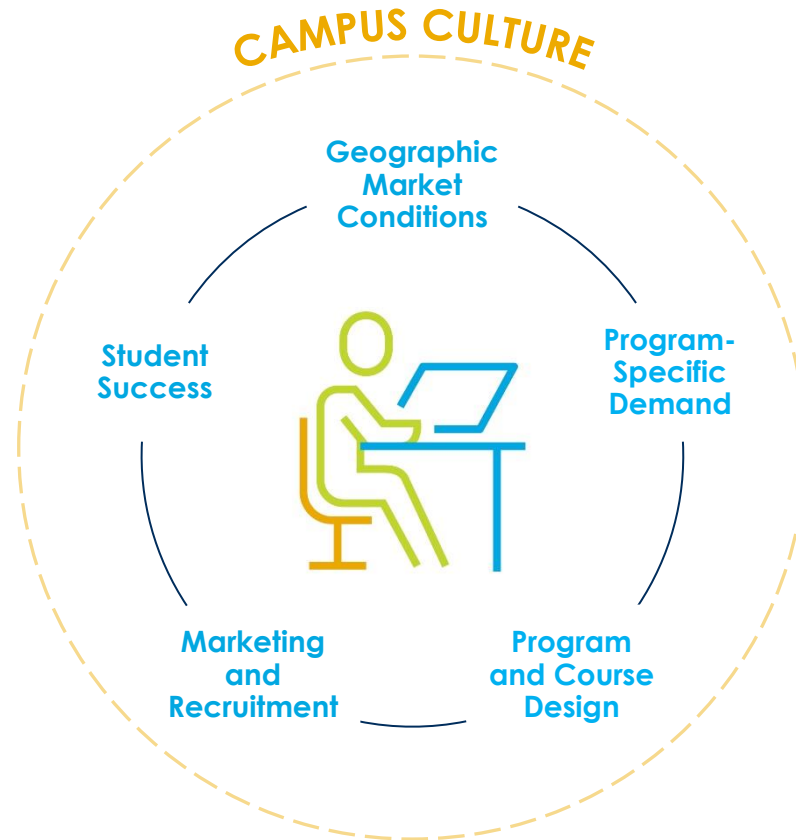 CAMPUS CULTURE
Geographic
Market
Conditions
Program-
Specific
Demand
Program
and Course
Design
Marketing
and
Recruitment
Student
Success